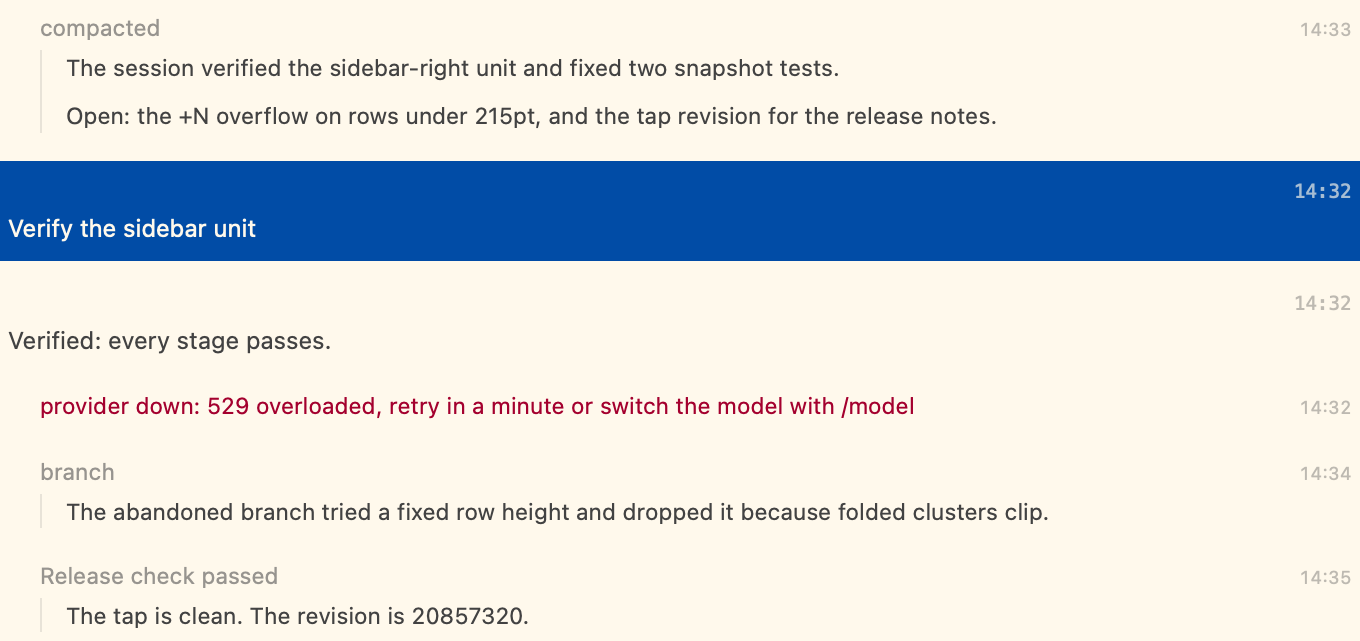 compacted 14:33
The session verified the sidebar-right unit and fixed two snapshot tests.
Open: the +N overflow on rows under 215pt, and the tap revision for the release notes.
14:32
Verify the sidebar unit
14:32
Verified: every stage passes.
provider down: 529 overloaded, retry in a minute or switch the model with /model 14:32
branch 14:34
The abandoned branch tried a fixed row height and dropped it because folded clusters clip.
Release check passed 14:35
The tap is clean. The revision is 20857320.